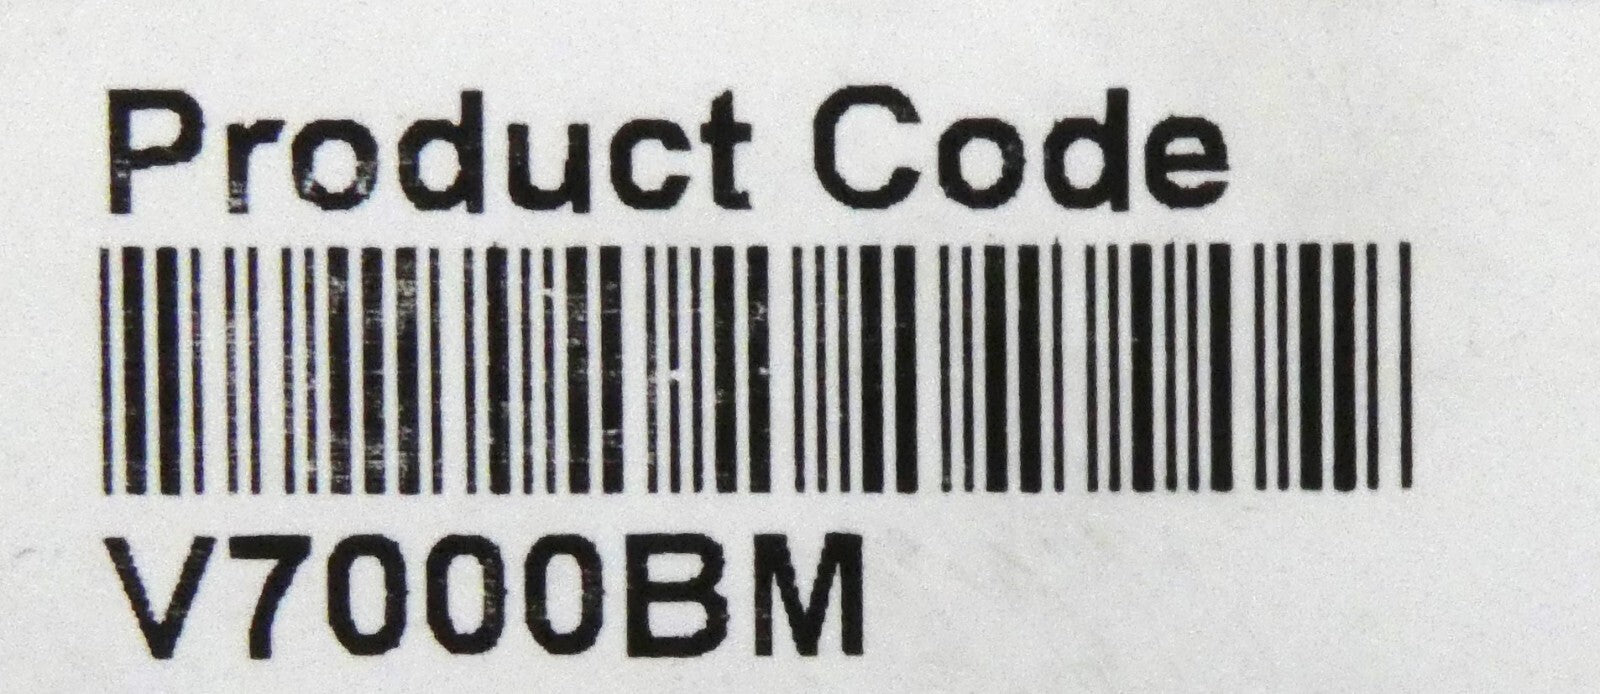 Product Code
V7000BM